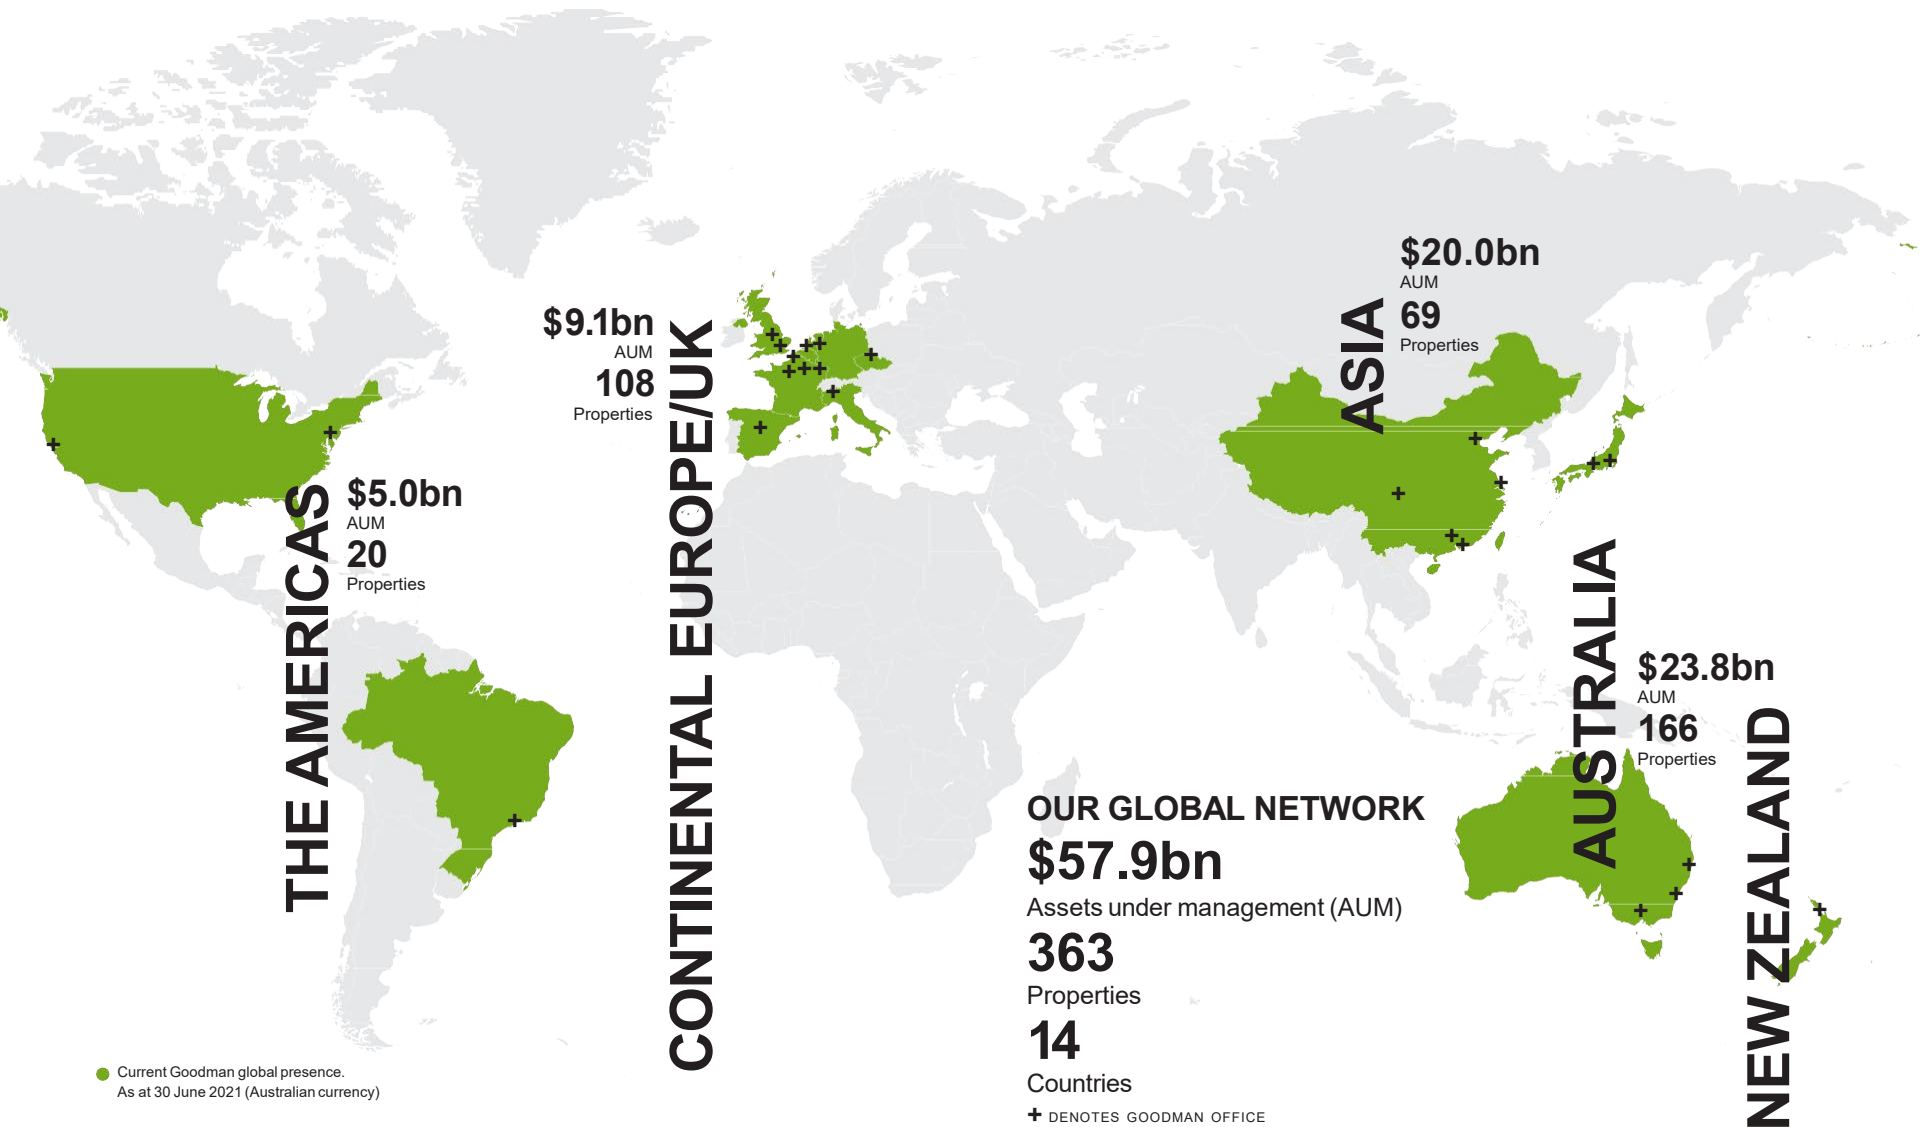 $9.1bn
AUM
108
Properties
CONTINENTAL EUROPE/UK
$5.0bn
AUM
20
Properties
THE AMERICAS
$20.0bn
AUM
69
Properties
ASIA
$23.8bn
AUM
166
Properties
AUSTRALIA
NEW ZEALAND
OUR GLOBAL NETWORK
$57.9bn
Assets under management (AUM)
363
Properties
14
Countries
+ DENOTES GOODMAN OFFICE
Current Goodman global presence.
As at 30 June 2021 (Australian currency)